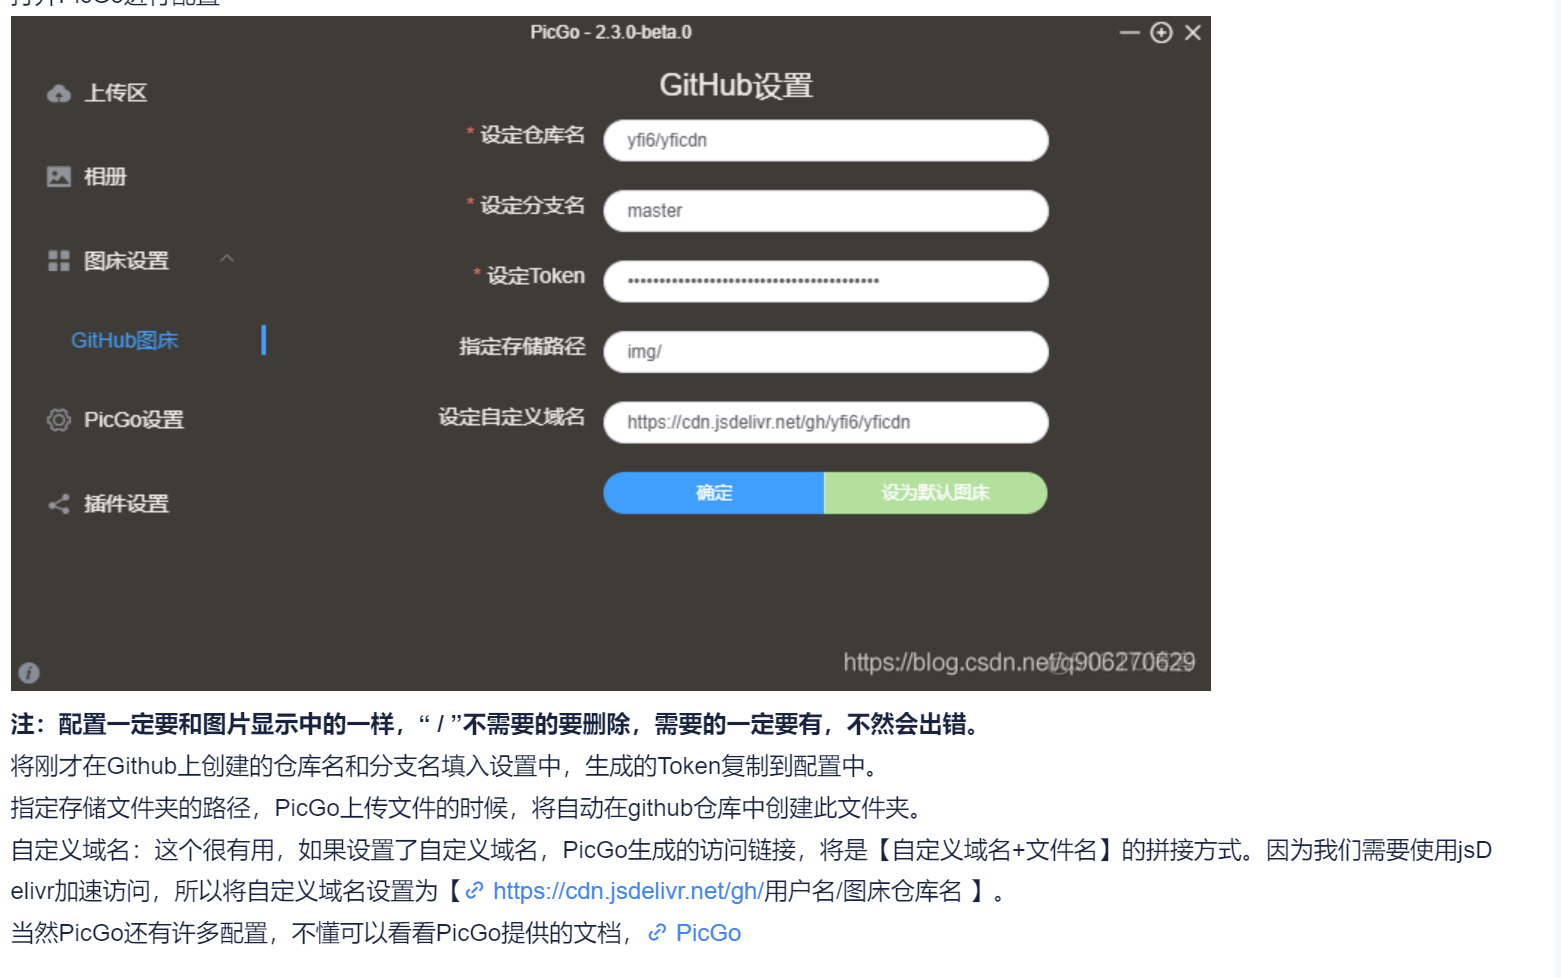 打开PicGo进行配置
PicGo - 2.3.0-beta.0
上传区
相册
图床设置
GitHub图床
PicGo设置
插件设置
GitHub设置
* 设定仓库名 yfi6/yficdn
* 设定分支名 master
* 设定Token ••••••••••••••••••••••••••••••••••••••••
指定存储路径 img/
设定自定义域名 https://cdn.jsdelivr.net/gh/yfi6/yficdn
确定 设为默认图床
https://blog.csdn.net/q906270629
注：配置一定要和图片显示中的一样，“ / ”不需要的要删除，需要的一定要有，不然会出错。
将刚才在Github上创建的仓库名和分支名填入设置中，生成的Token复制到配置中。
指定存储文件夹的路径，PicGo上传文件的时候，将自动在github仓库中创建此文件夹。
自定义域名：这个很有用，如果设置了自定义域名，PicGo生成的访问链接，将是【自定义域名+文件名】的拼接方式。因为我们需要使用jsD
elivr加速访问，所以将自定义域名设置为【 https://cdn.jsdelivr.net/gh/用户名/图床仓库名 】。
当然PicGo还有许多配置，不懂可以看看PicGo提供的文档， PicGo